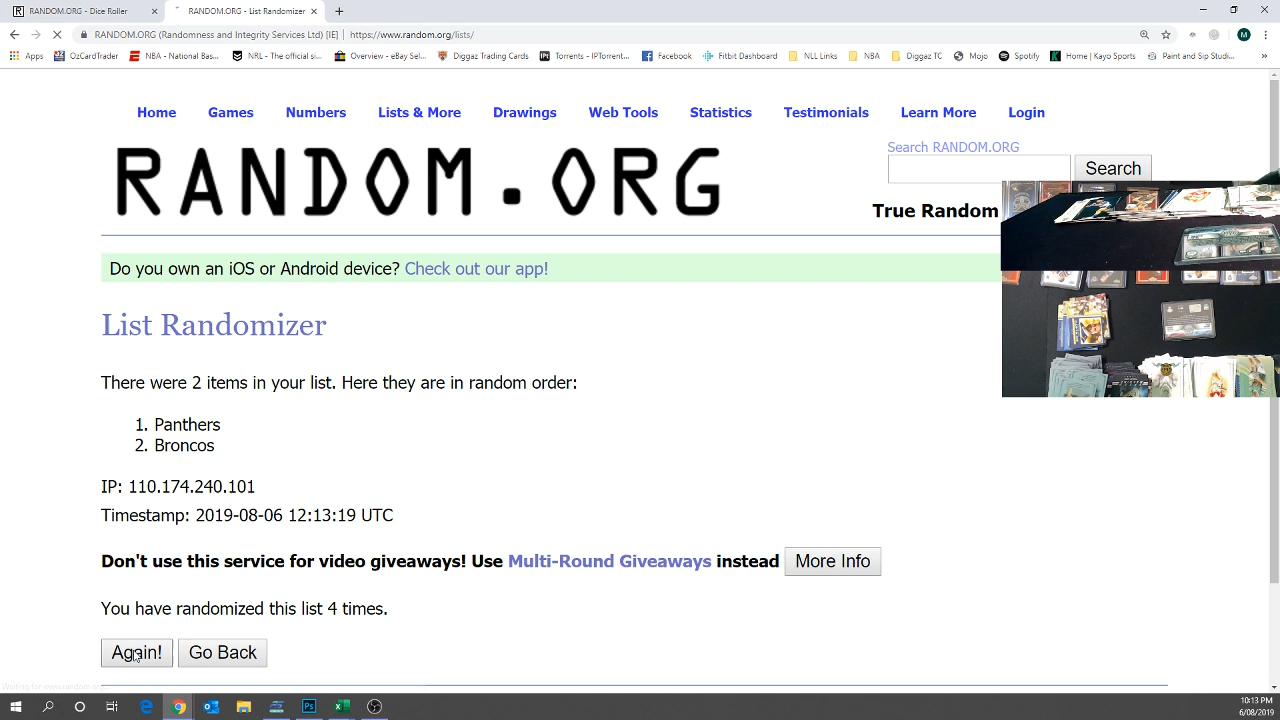 RANDOM.ORG - Dice Roller
RANDOM.ORG - List Randomizer
RANDOM.ORG (Randomness and Integrity Services Ltd) [IE] | https://www.random.org/lists/
Apps OzCardTrader NBA - National Bas... NRL - The official si... Overview - eBay Sel... Diggaz Trading Cards IPTorrents - IPTorrent... Facebook Fitbit Dashboard NLL Links NBA Diggaz TC Mojo Spotify Home | Kayo Sports Paint and Sip Studi... »
Home Games Numbers Lists & More Drawings Web Tools Statistics Testimonials Learn More Login
Search RANDOM.ORG
RANDOM.ORG
Search
True Random
Do you own an iOS or Android device? Check out our app!
List Randomizer
There were 2 items in your list. Here they are in random order:
1. Panthers
2. Broncos
IP: 110.174.240.101
Timestamp: 2019-08-06 12:13:19 UTC
Don't use this service for video giveaways! Use Multi-Round Giveaways instead More Info
You have randomized this list 4 times.
Again! Go Back
Waiting for www.random.org...
10:13 PM
6/08/2019